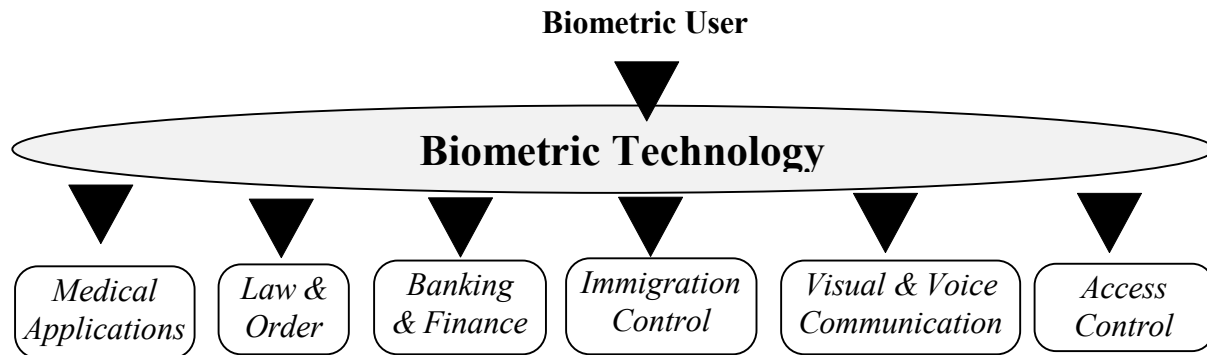 Biometric User
Biometric Technology
Medical
Applications
Law &
Order
Banking
& Finance
Immigration
Control
Visual & Voice
Communication
Access
Control